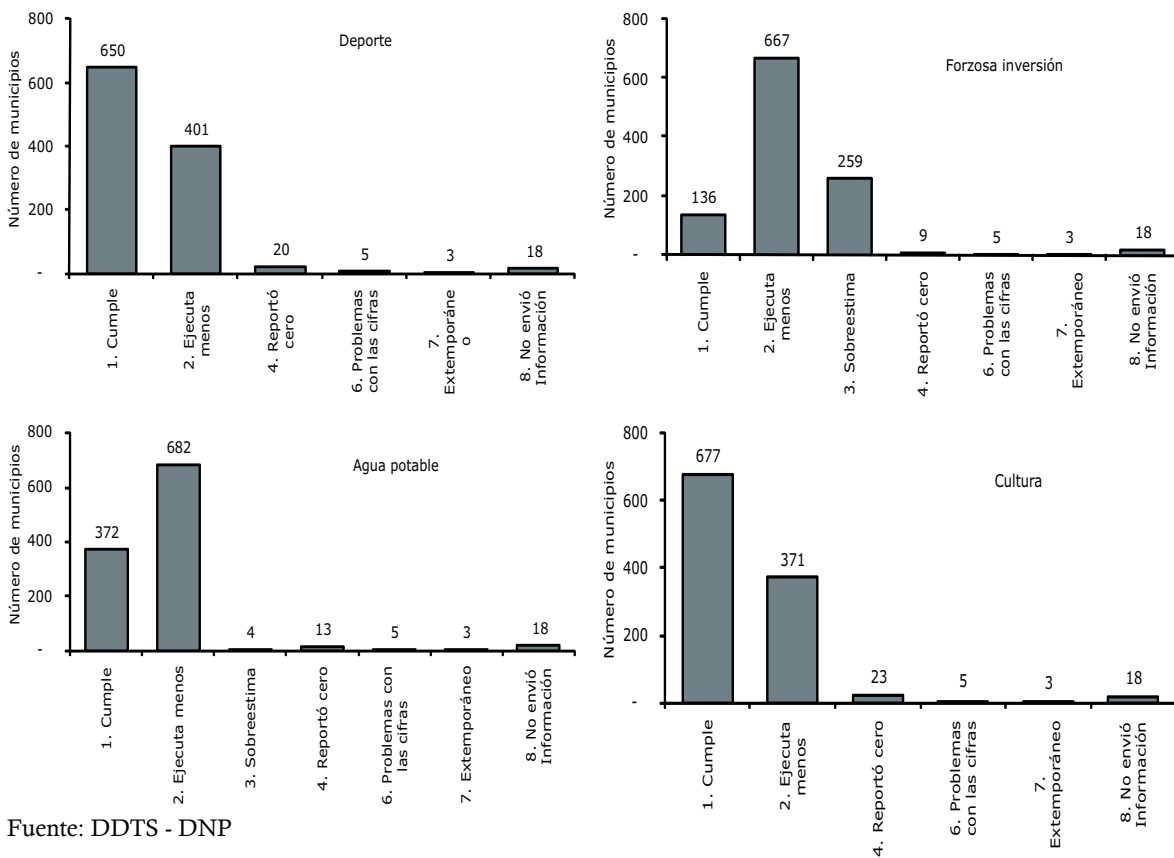 Deporte
Número de municipios
800
600
400
200
-
650
401
20
5
3
18
1. Cumple
2. Ejecuta
menos
4. Reportó
cero
6. Problemas
con las cifras
7.
Extemporáne
o
8. No envió
Información
Forzosa inversión
Número de municipios
800
600
400
200
-
136
667
259
9
5
3
18
1. Cumple
2. Ejecuta
menos
3. Sobreestima
4. Reportó cero
6. Problemas
con las cifras
7.
Extemporáneo
8. No envió
Información
Agua potable
Número de municipios
800
600
400
200
-
372
682
4
13
5
3
18
1. Cumple
2. Ejecuta menos
3. Sobreestima
4. Reportó cero
6. Problemas con
las cifras
7. Extemporáneo
8. No envió
Información
Cultura
Número de municipios
800
600
400
200
-
677
371
23
5
3
18
1. Cumple
2. Ejecuta
menos
4. Reportó cero
6. Problemas
con las cifras
7.
Extemporáneo
8. No envió
Información
Fuente: DDTS - DNP